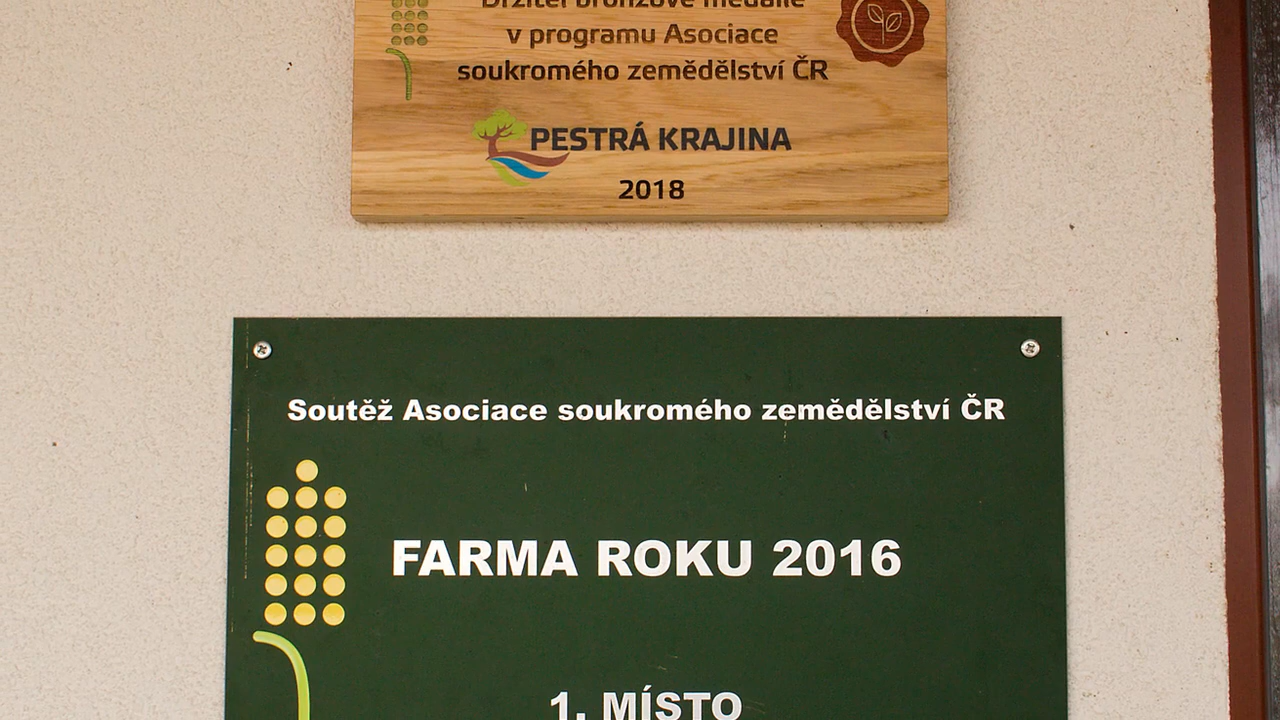 Držitel bronzové medaile
v programu Asociace
soukromého zemědělství ČR
PESTRÁ KRAJINA
2018
Soutěž Asociace soukromého zemědělství ČR
FARMA ROKU 2016
1. MÍSTO